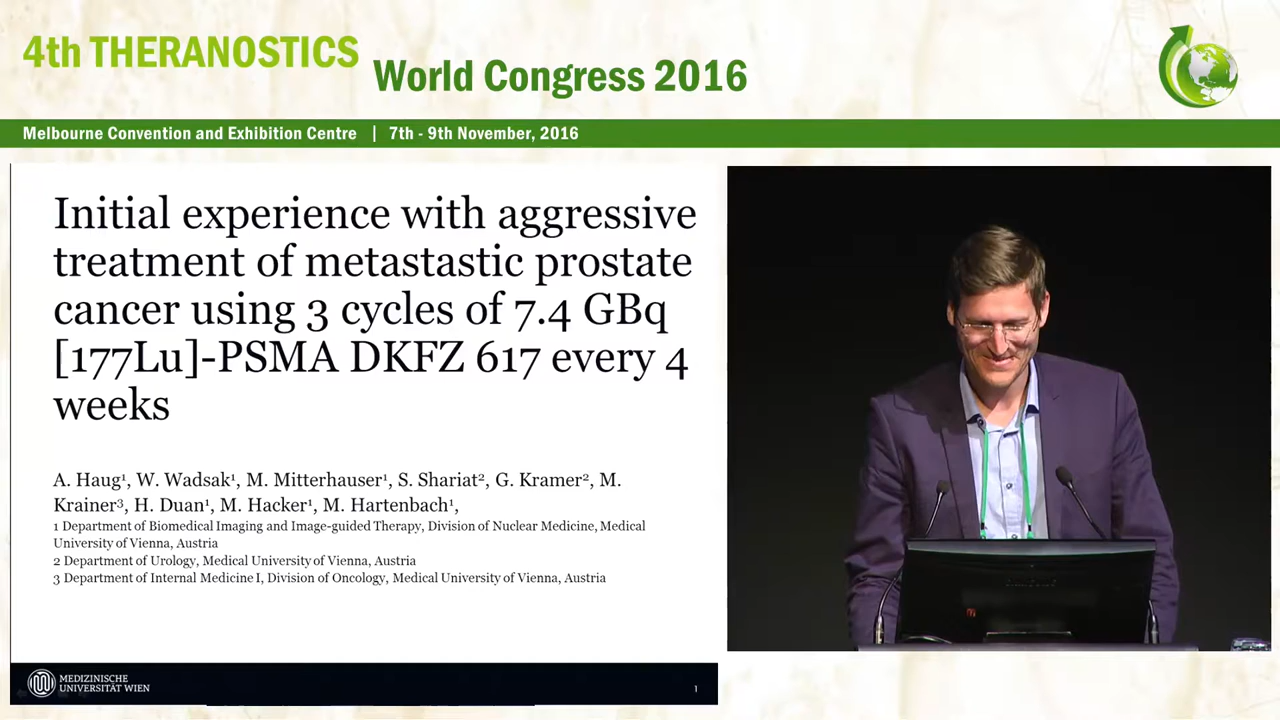 4th THERANOSTICS
World Congress 2016
Melbourne Convention and Exhibition Centre | 7th - 9th November, 2016
Initial experience with aggressive
treatment of metastastic prostate
cancer using 3 cycles of 7.4 GBq
[177Lu]-PSMA DKFZ 617 every 4
weeks
A. Haug¹, W. Wadsak¹, M. Mitterhauser¹, S. Shariat², G. Kramer², M.
Krainer³, H. Duan¹, M. Hacker¹, M. Hartenbach¹,
1 Department of Biomedical Imaging and Image-guided Therapy, Division of Nuclear Medicine, Medical
University of Vienna, Austria
2 Department of Urology, Medical University of Vienna, Austria
3 Department of Internal Medicine I, Division of Oncology, Medical University of Vienna, Austria
MEDIZINISCHE
UNIVERSITÄT WIEN
1